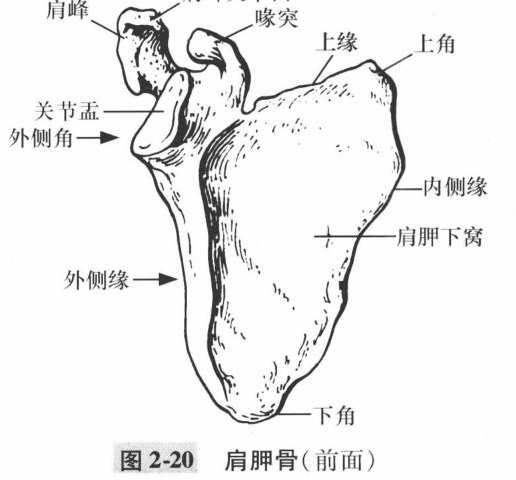 肩峰
喙突
上缘
上角
关节盂
外侧角
内侧缘
肩胛下窝
外侧缘
下角
图 2-20 肩胛骨(前面)